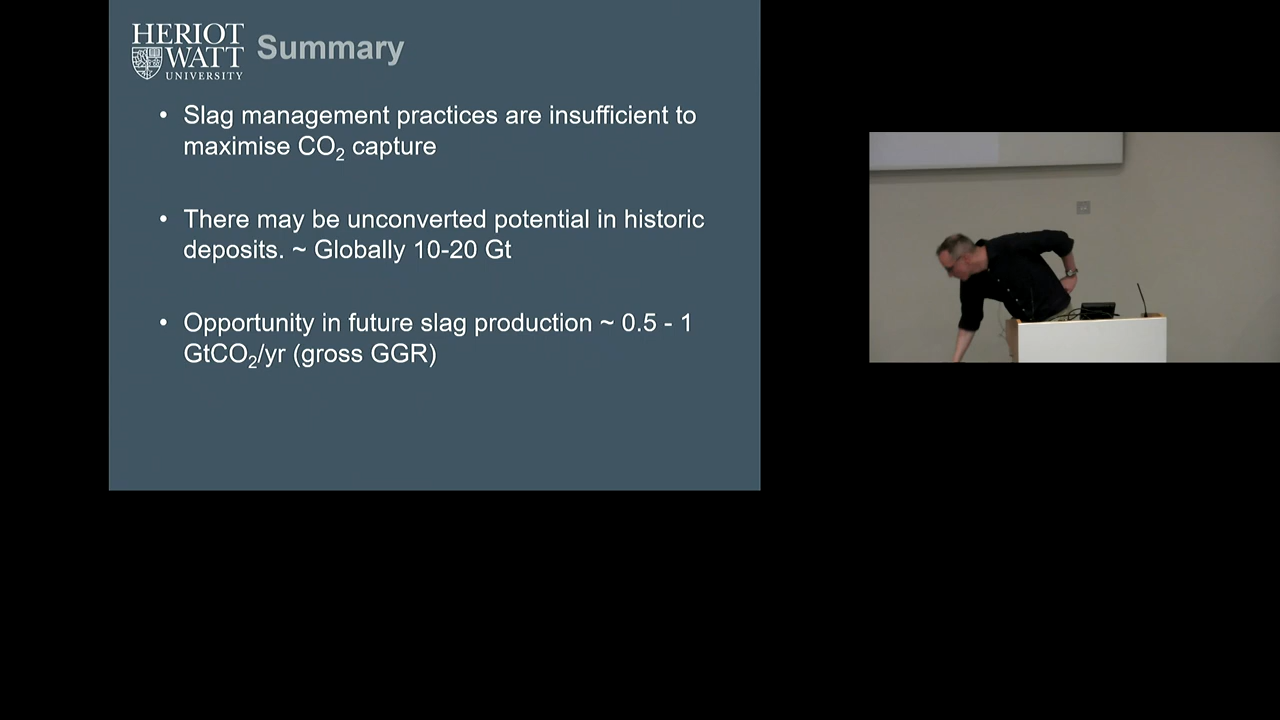 HERIOT
WATT
UNIVERSITY
Summary
• Slag management practices are insufficient to
maximise CO₂ capture
• There may be unconverted potential in historic
deposits. ~ Globally 10-20 Gt
• Opportunity in future slag production ~ 0.5 - 1
GtCO₂/yr (gross GGR)